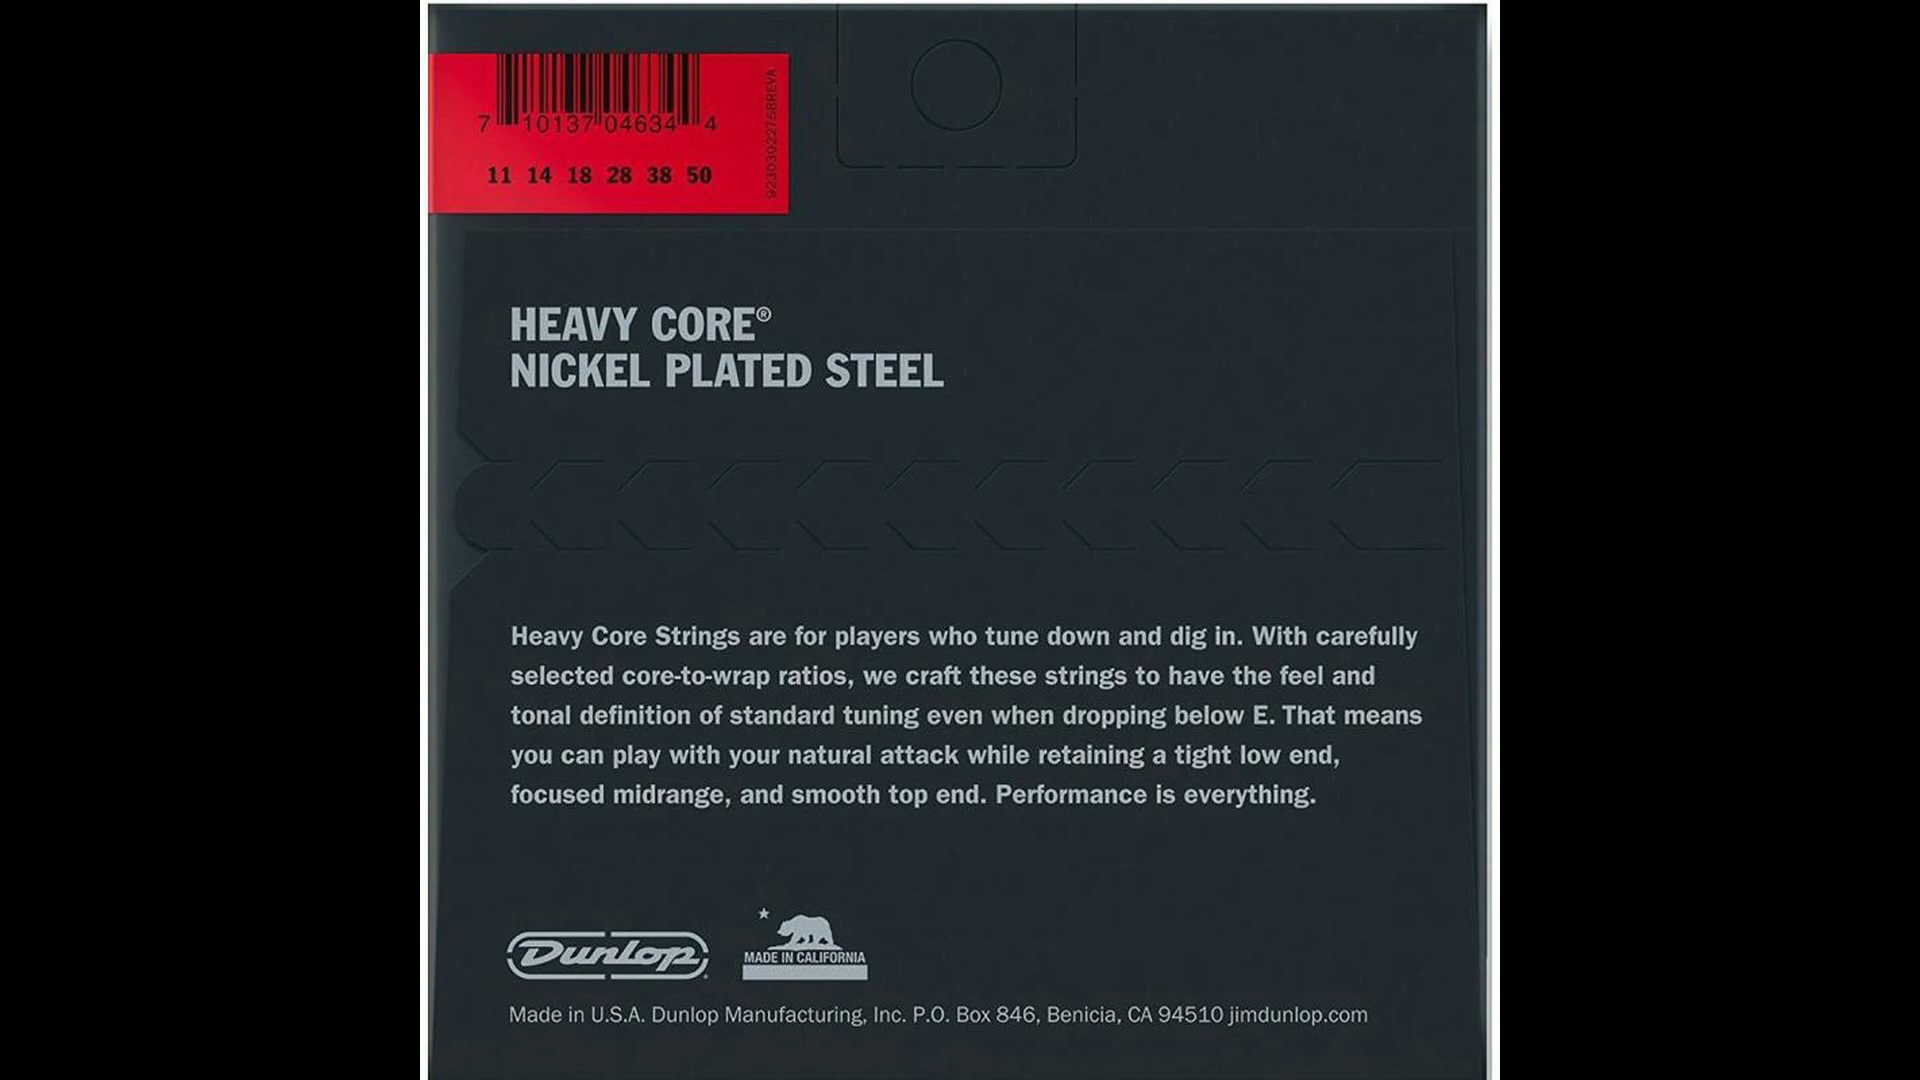 7 10137 04634 4
11 14 18 28 38 50
HEAVY CORE®
NICKEL PLATED STEEL
Heavy Core Strings are for players who tune down and dig in. With carefully
selected core-to-wrap ratios, we craft these strings to have the feel and
tonal definition of standard tuning even when dropping below E. That means
you can play with your natural attack while retaining a tight low end,
focused midrange, and smooth top end. Performance is everything.
Dunlop
MADE IN CALIFORNIA
Made in U.S.A. Dunlop Manufacturing, Inc. P.O. Box 846, Benicia, CA 94510 jimdunlop.com